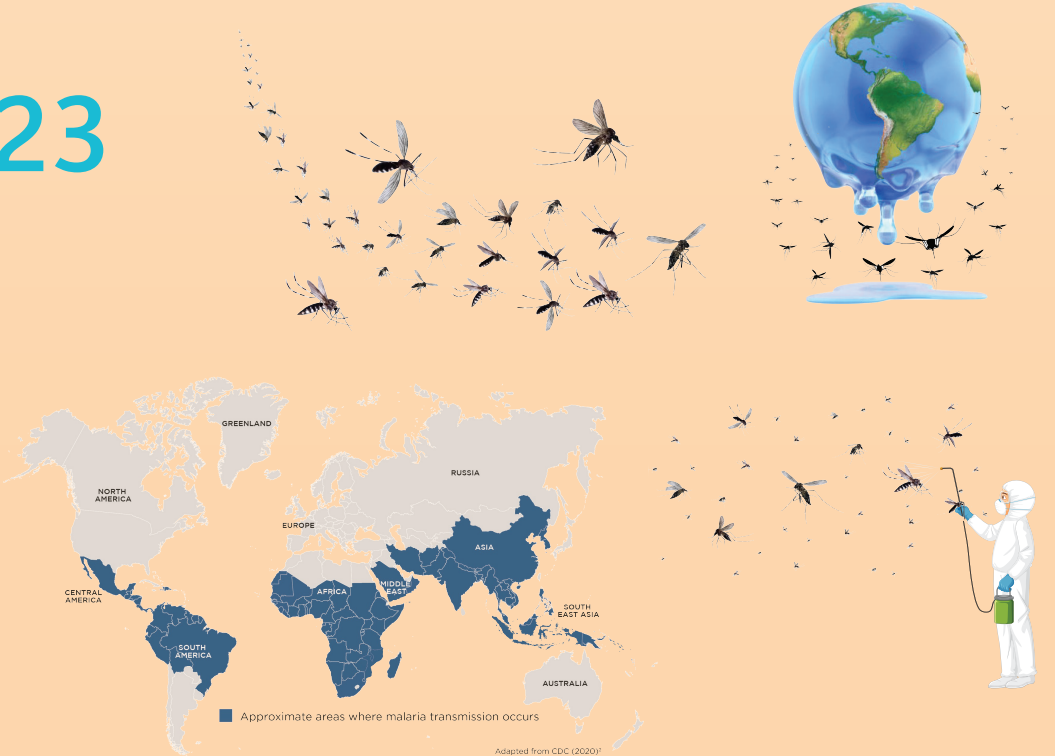 23
GREENLAND
RUSSIA
NORTH
AMERICA
EUROPE
ASIA
CENTRAL
AMERICA
AFRICA
MIDDLE
EAST
SOUTH
EAST ASIA
SOUTH
AMERICA
AUSTRALIA
Approximate areas where malaria transmission occurs
Adapted from CDC (2020)²